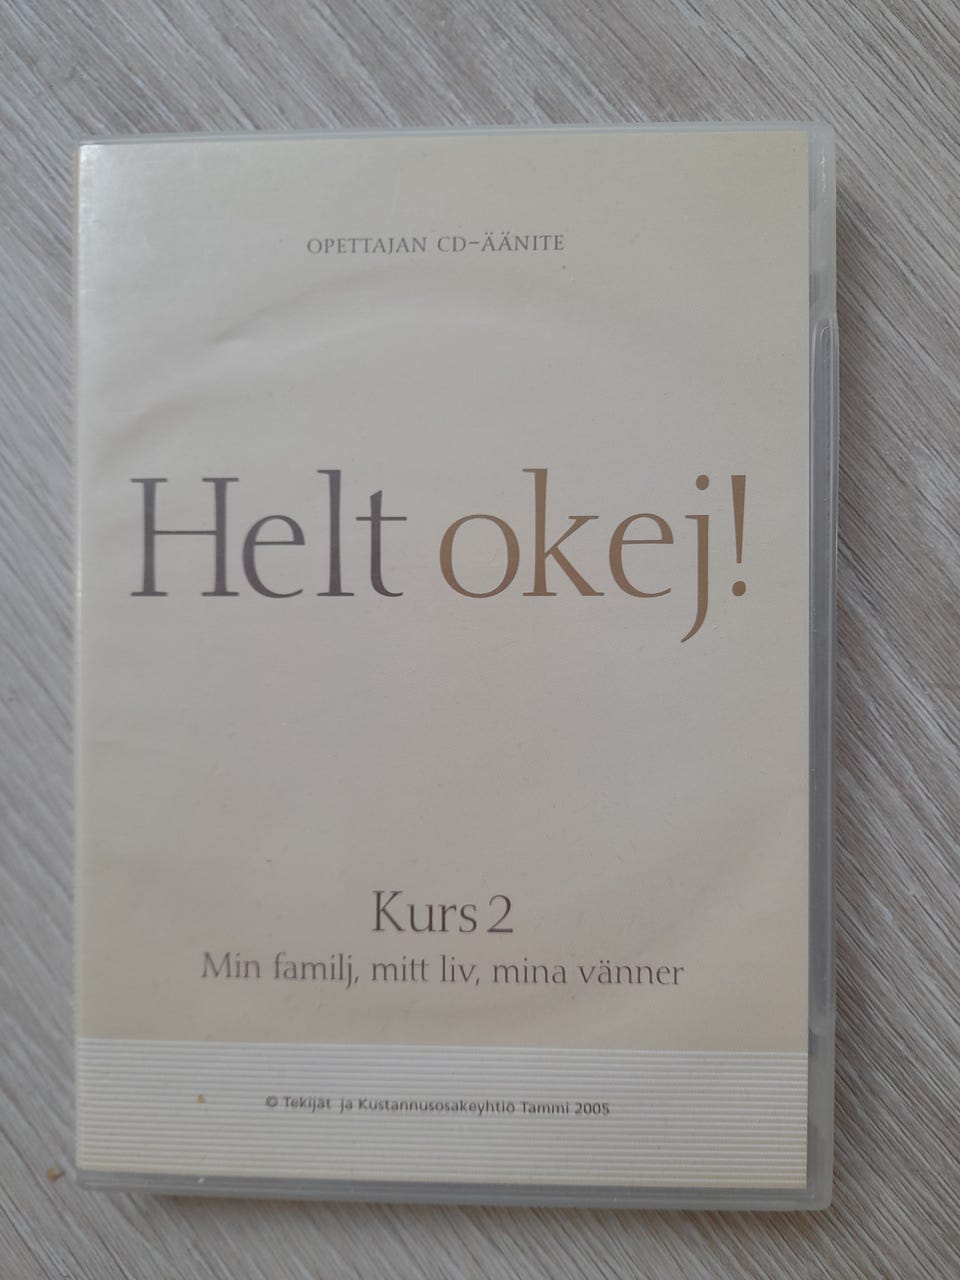 OPETTAJAN CD-ÄÄNITE
Helt okej!
Kurs 2
Min familj, mitt liv, mina vänner
© Tekijät ja Kustannusosakeyhtiö Tammi 2005